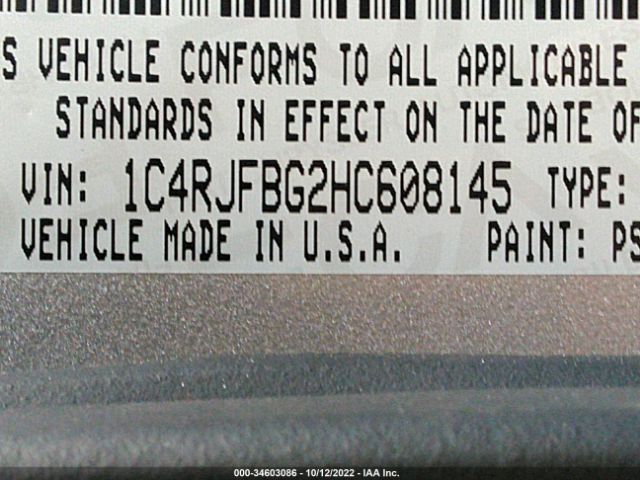 S VEHICLE CONFORMS TO ALL APPLICABLE
STANDARDS IN EFFECT ON THE DATE OF
VIN: 1C4RJFBG2HC608145 TYPE:
VEHICLE MADE IN U.S.A. PAINT: PS
000-34603086 - 10/12/2022 - IAA Inc.